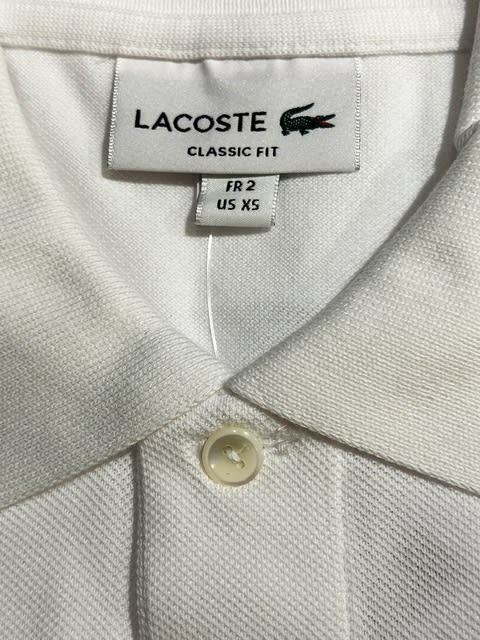 LACOSTE
CLASSIC FIT
FR 2
US XS